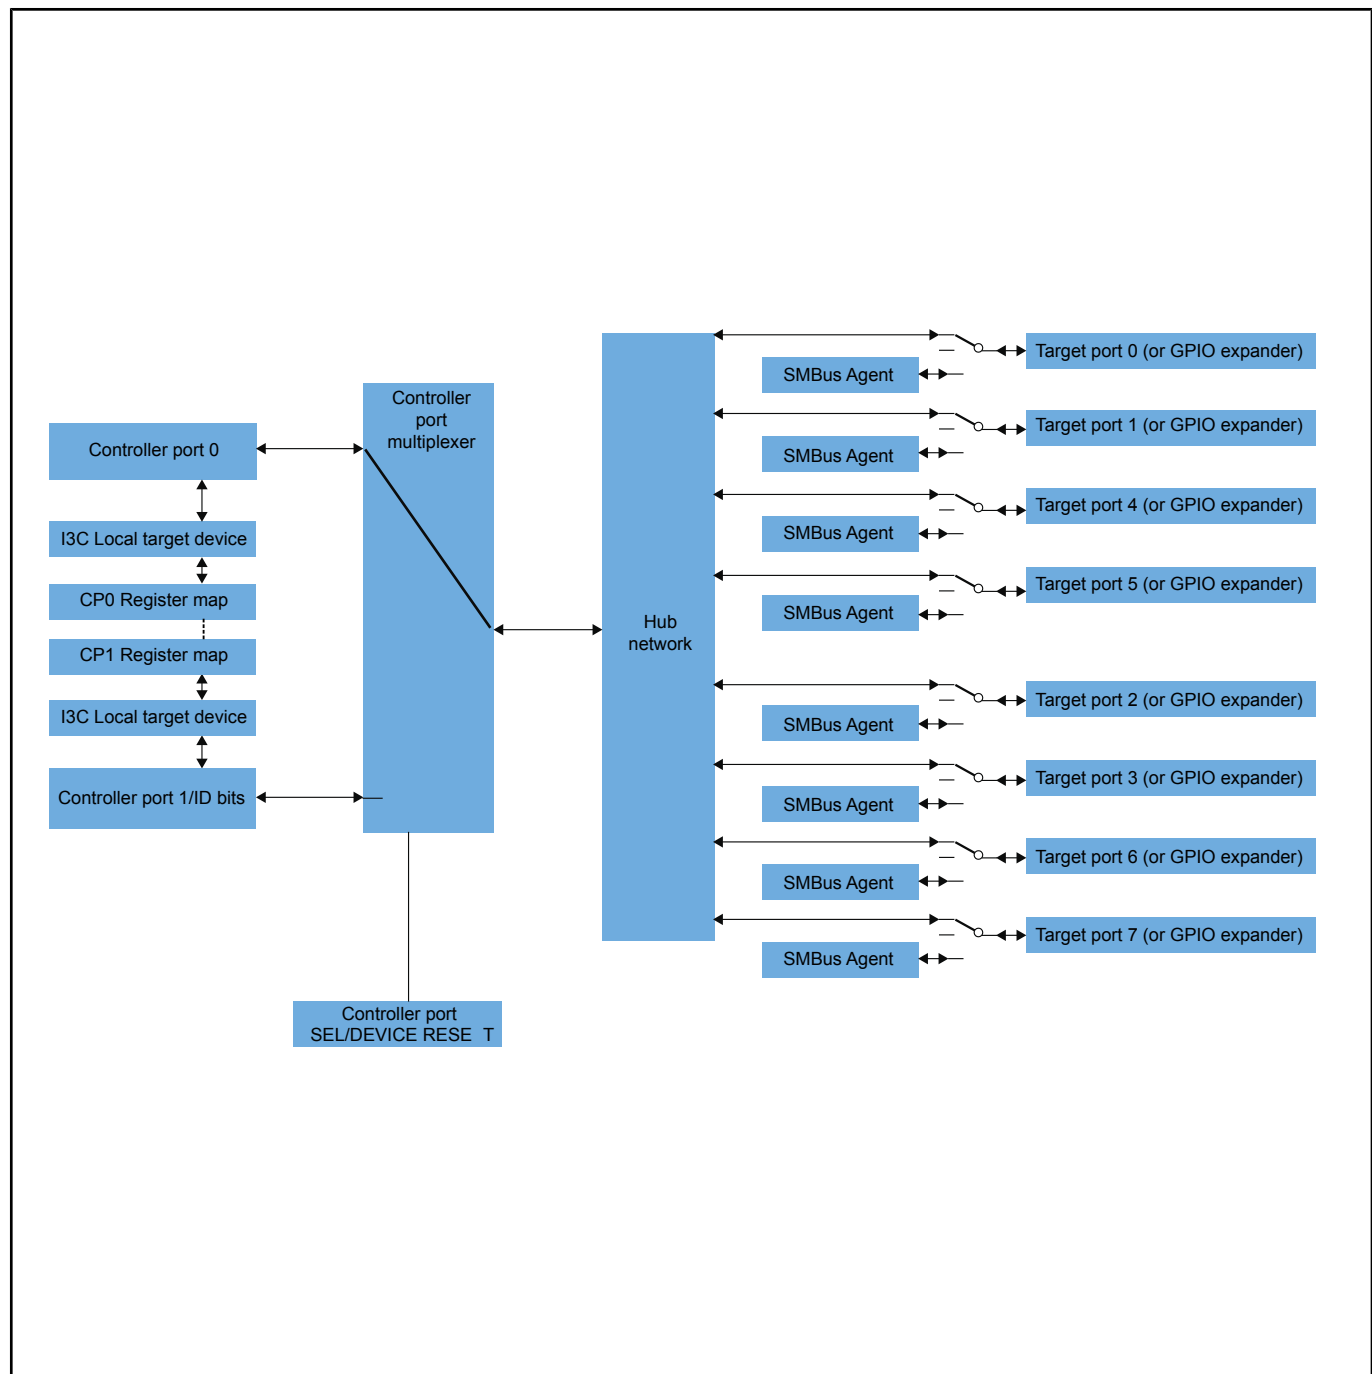 Controller port 0
I3C Local target device
CP0 Register map
CP1 Register map
I3C Local target device
Controller port 1/ID bits
Controller
port
multiplexer
Controller port
SEL/DEVICE RESE T
Hub
network
Target port 0 (or GPIO expander)
SMBus Agent
Target port 1 (or GPIO expander)
SMBus Agent
Target port 4 (or GPIO expander)
SMBus Agent
Target port 5 (or GPIO expander)
SMBus Agent
Target port 2 (or GPIO expander)
SMBus Agent
Target port 3 (or GPIO expander)
SMBus Agent
Target port 6 (or GPIO expander)
SMBus Agent
Target port 7 (or GPIO expander)
SMBus Agent